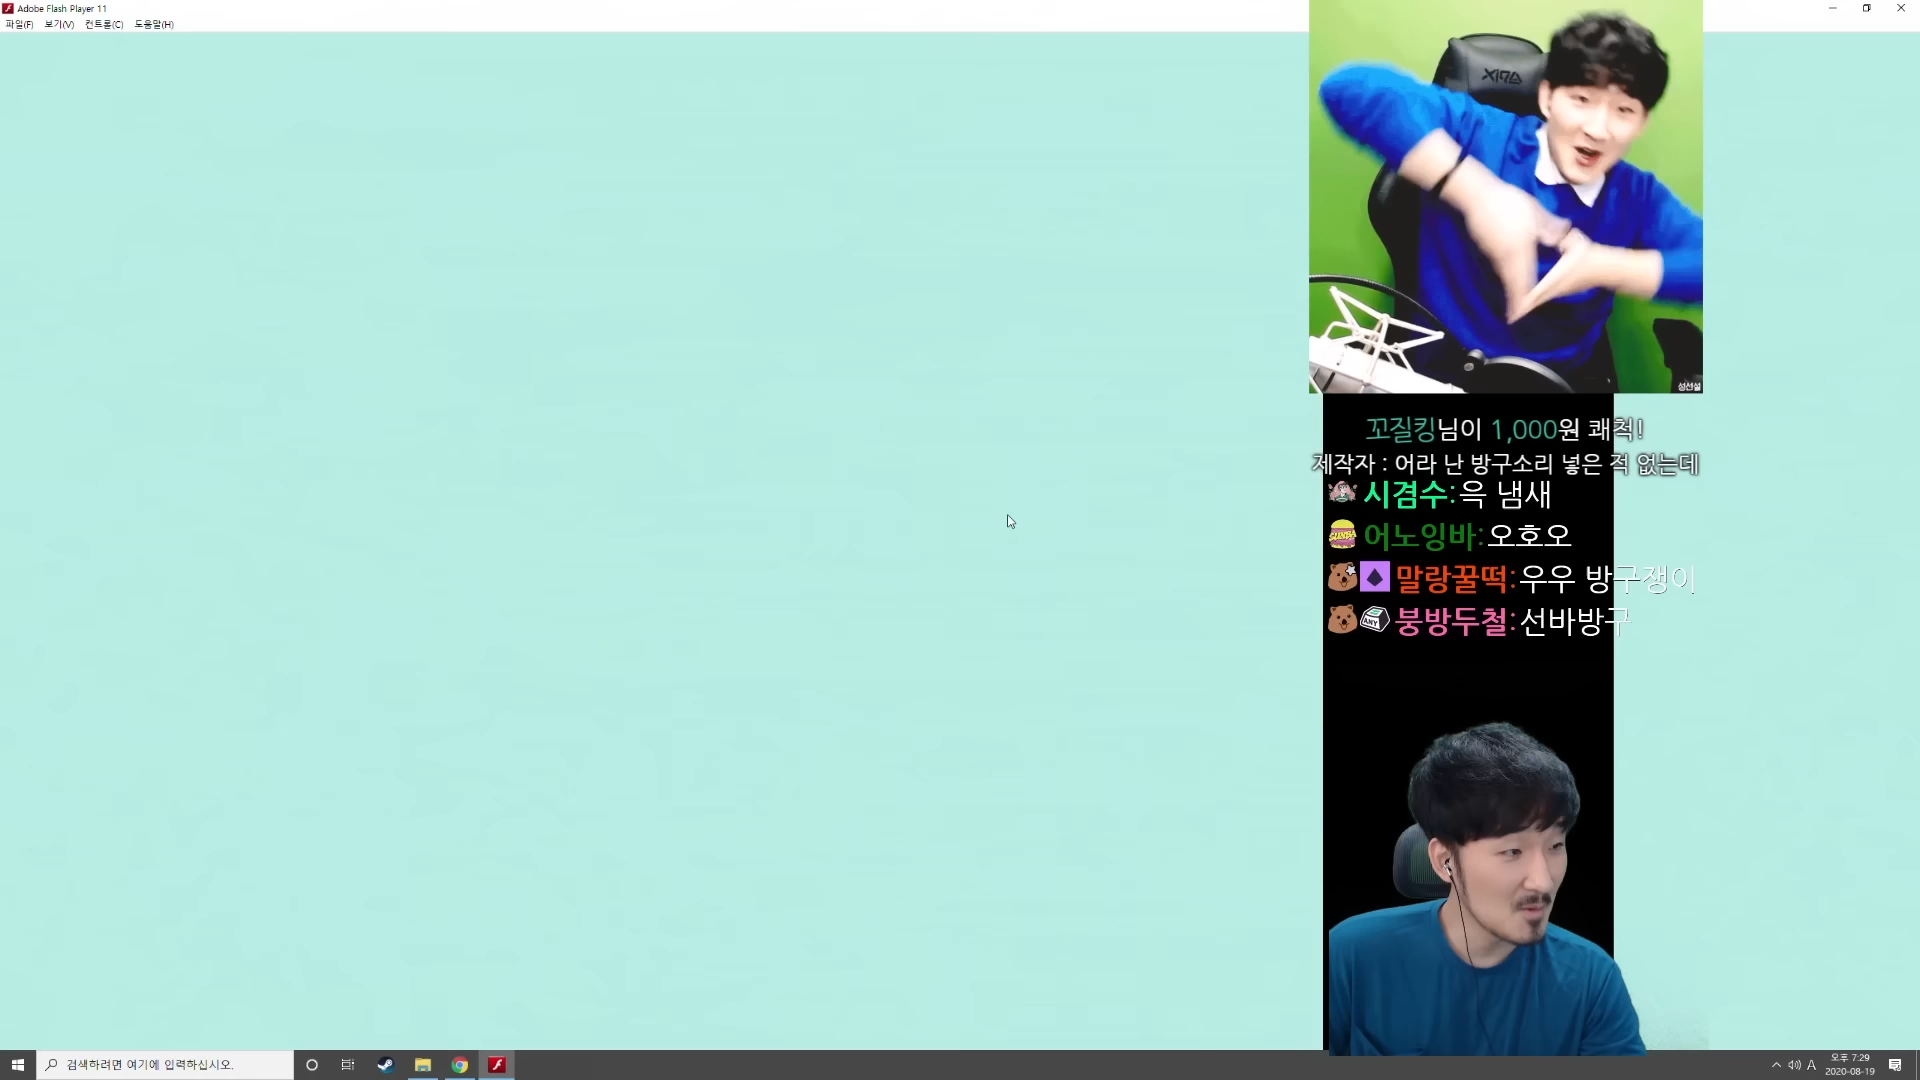 Adobe Flash Player 11
파일(F) 보기(V) 컨트롤(C) 도움말(H)
성선설
꼬질킹님이 1,000원 쾌척!
제작자 : 어라 난 방구소리 넣은 적 없는데
시겸수:윽 냄새
어노잉바:오호오
ANY
말랑꿀떡:우우 방구쟁이
붕방두철:선바방구
검색하려면 여기에 입력하십시오.
A
오후 7:29
2020-08-19